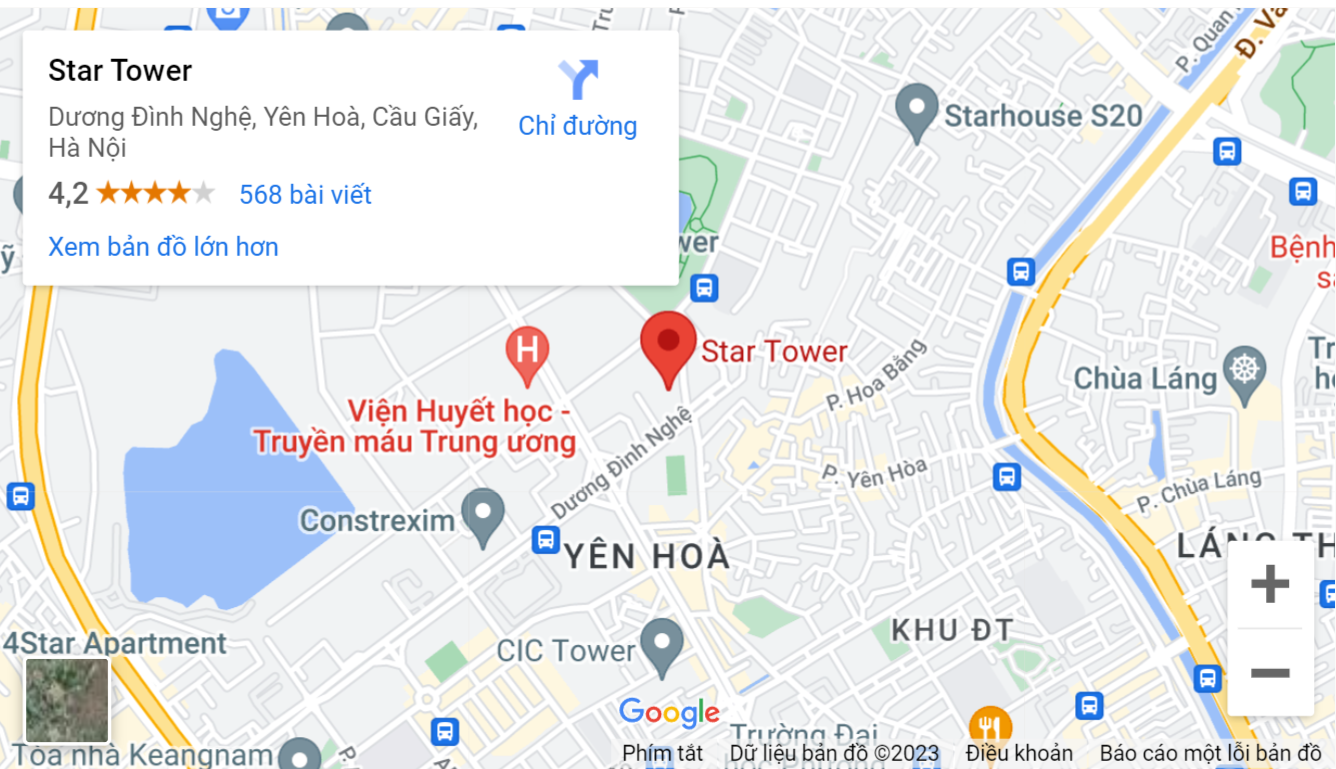 Star Tower
Dương Đình Nghệ, Yên Hoà, Cầu Giấy,
Hà Nội
Chỉ đường
4,2
568 bài viết
Xem bản đồ lớn hơn
P. Quan
Starhouse S20
Star Tower
P. Hoa Bằng
Chùa Láng
H
Viện Huyết học -
Truyền máu Trung ương
Dương Đình Nghệ
P. Yên Hòa
P. Chùa Láng
Constrexim
YÊN HOÀ
KHU ĐT
4Star Apartment
CIC Tower
Google
Tòa nhà Keangnam
Trường Đại
Phím tắt
Dữ liệu bản đồ ©2023
Điều khoản
Báo cáo một lỗi bản đồ